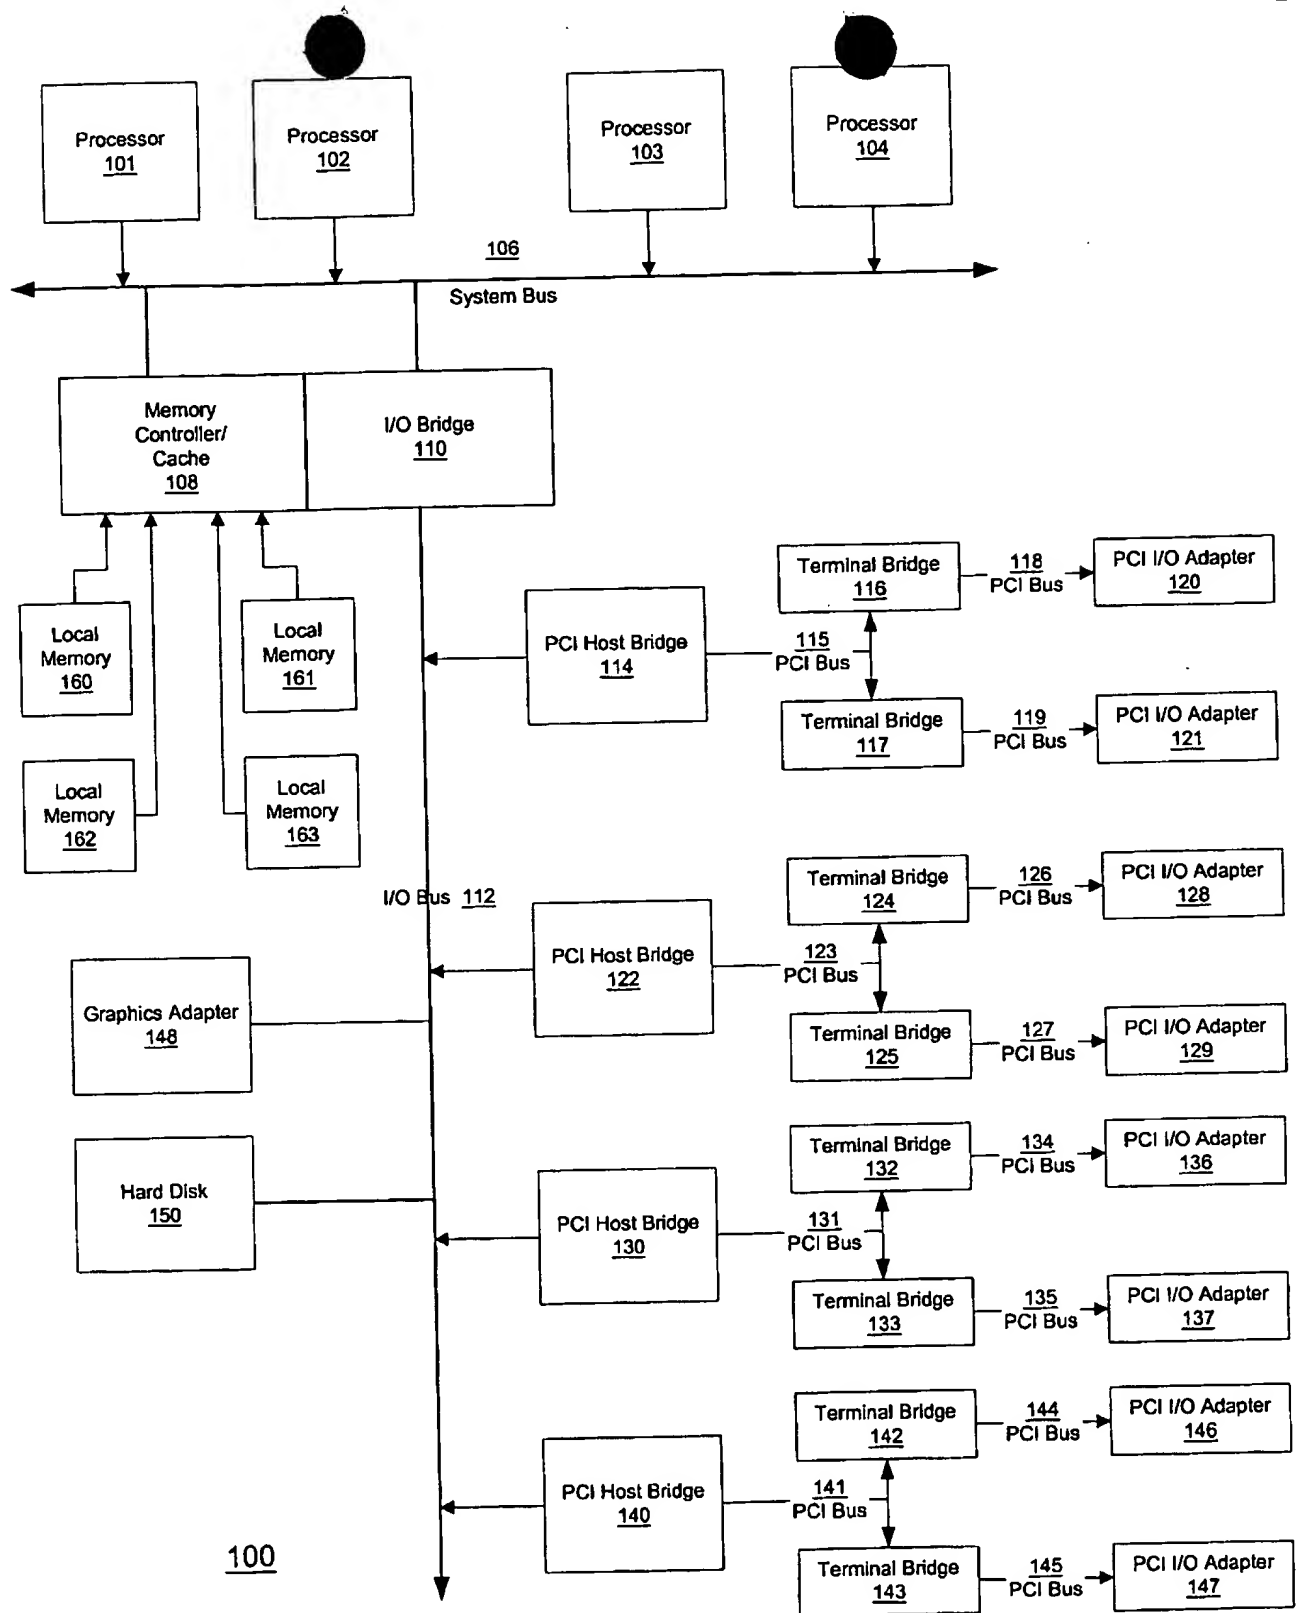 Processor
101
Processor
102
Processor
103
Processor
104
106
System Bus
Memory
Controller/
Cache
108
I/O Bridge
110
Local
Memory
160
Local
Memory
161
Local
Memory
162
Local
Memory
163
I/O Bus 112
PCI Host Bridge
114
115
PCI Bus
Terminal Bridge
116
118
PCI Bus
PCI I/O Adapter
120
Terminal Bridge
117
119
PCI Bus
PCI I/O Adapter
121
PCI Host Bridge
122
123
PCI Bus
Terminal Bridge
124
126
PCI Bus
PCI I/O Adapter
128
Terminal Bridge
125
127
PCI Bus
PCI I/O Adapter
129
Graphics Adapter
148
Hard Disk
150
PCI Host Bridge
130
131
PCI Bus
Terminal Bridge
132
134
PCI Bus
PCI I/O Adapter
136
Terminal Bridge
133
135
PCI Bus
PCI I/O Adapter
137
PCI Host Bridge
140
141
PCI Bus
Terminal Bridge
142
144
PCI Bus
PCI I/O Adapter
146
Terminal Bridge
143
145
PCI Bus
PCI I/O Adapter
147
100